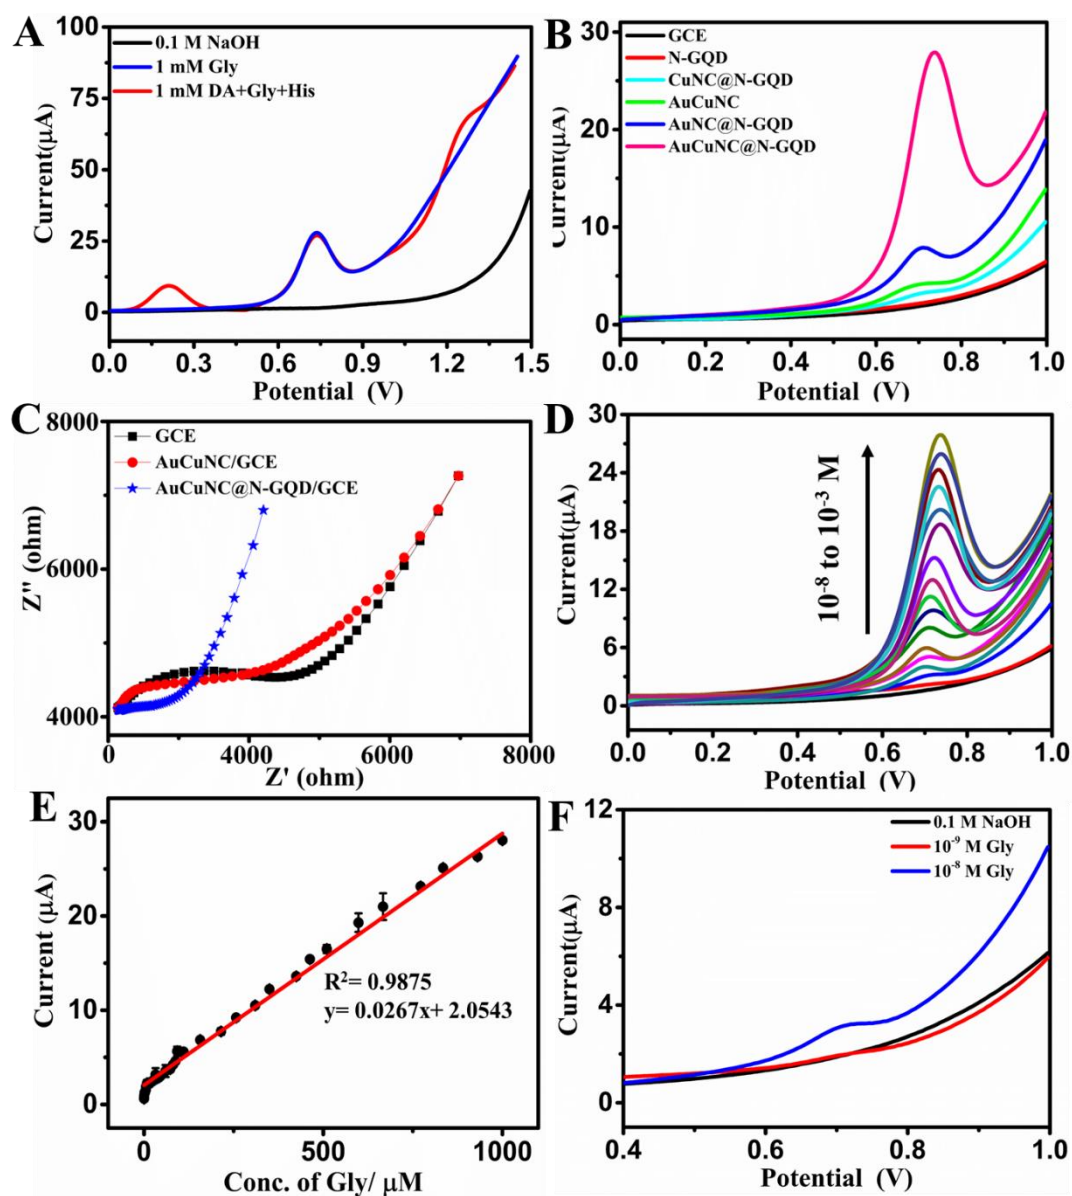 A
100
75
50
25
0
Current(μA)
0.1 M NaOH
1 mM Gly
1 mM DA+Gly+His
0.0 0.3 0.6 0.9 1.2 1.5
Potential (V)
B
30
20
10
0
Current(μA)
GCE
N-GQD
CuNC@N-GQD
AuCuNC
AuNC@N-GQD
AuCuNC@N-GQD
0.0 0.2 0.4 0.6 0.8 1.0
Potential (V)
C
8000
6000
4000
Z'' (ohm)
GCE
AuCuNC/GCE
AuCuNC@N-GQD/GCE
0 2000 4000 6000 8000
Z' (ohm)
D
30
24
18
12
6
0
Current(μA)
10-8 to 10-3 M
0.0 0.2 0.4 0.6 0.8 1.0
Potential (V)
E
30
20
10
0
Current (μA)
R2= 0.9875
y= 0.0267x+ 2.0543
0 500 1000
Conc. of Gly/ μM
F
12
8
4
0
Current(μA)
0.1 M NaOH
10-9 M Gly
10-8 M Gly
0.4 0.6 0.8 1.0
Potential (V)